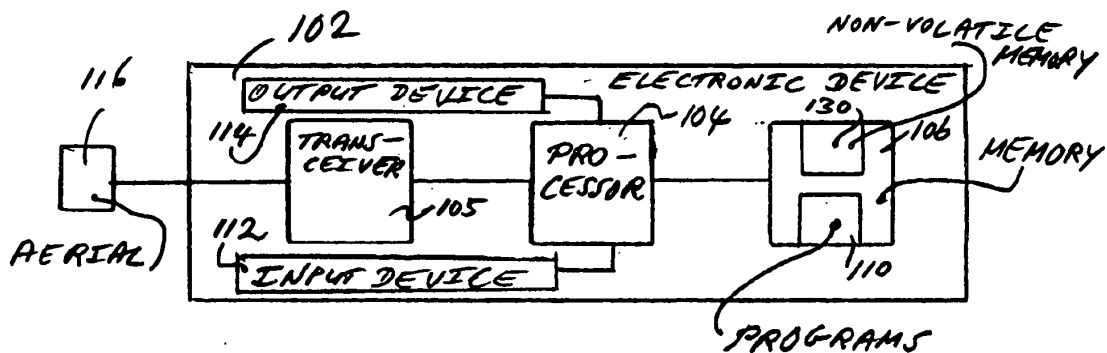 102
NON-VOLATILE
MEMORY
116
OUTPUT DEVICE
ELECTRONIC DEVICE
114
TRANS-
CEIVER
104
PRO-
CESSOR
130
106
MEMORY
105
AERIAL
112
INPUT DEVICE
110
PROGRAMS